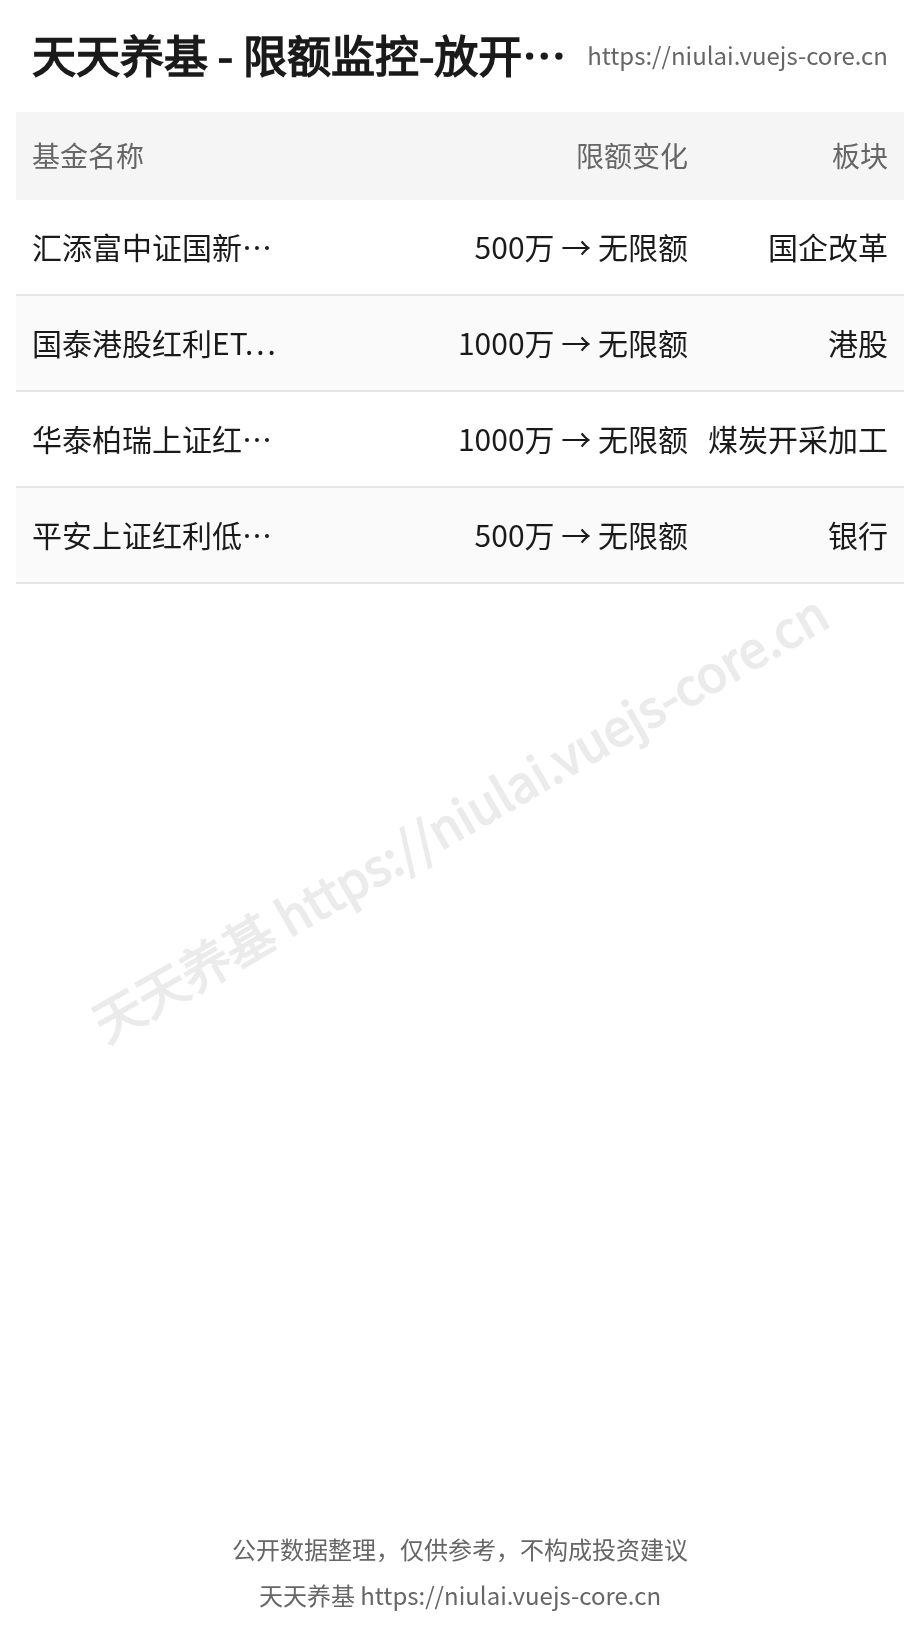 天天养基 - 限额监控-放开… https://niulai.vuejs-core.cn
基金名称 限额变化 板块
汇添富中证国新… 500万 → 无限额 国企改革
国泰港股红利ET… 1000万 → 无限额 港股
华泰柏瑞上证红… 1000万 → 无限额 煤炭开采加工
平安上证红利低… 500万 → 无限额 银行
天天养基 https://niulai.vuejs-core.cn
公开数据整理，仅供参考，不构成投资建议
天天养基 https://niulai.vuejs-core.cn